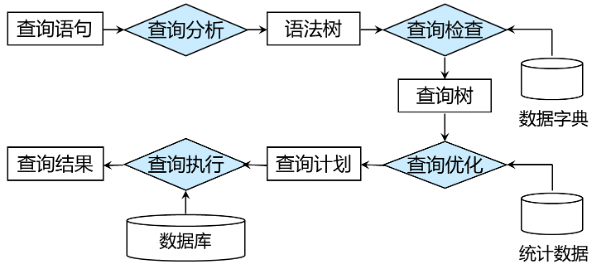 查询语句
查询分析
语法树
查询检查
数据字典
查询树
查询结果
查询执行
查询计划
查询优化
数据库
统计数据